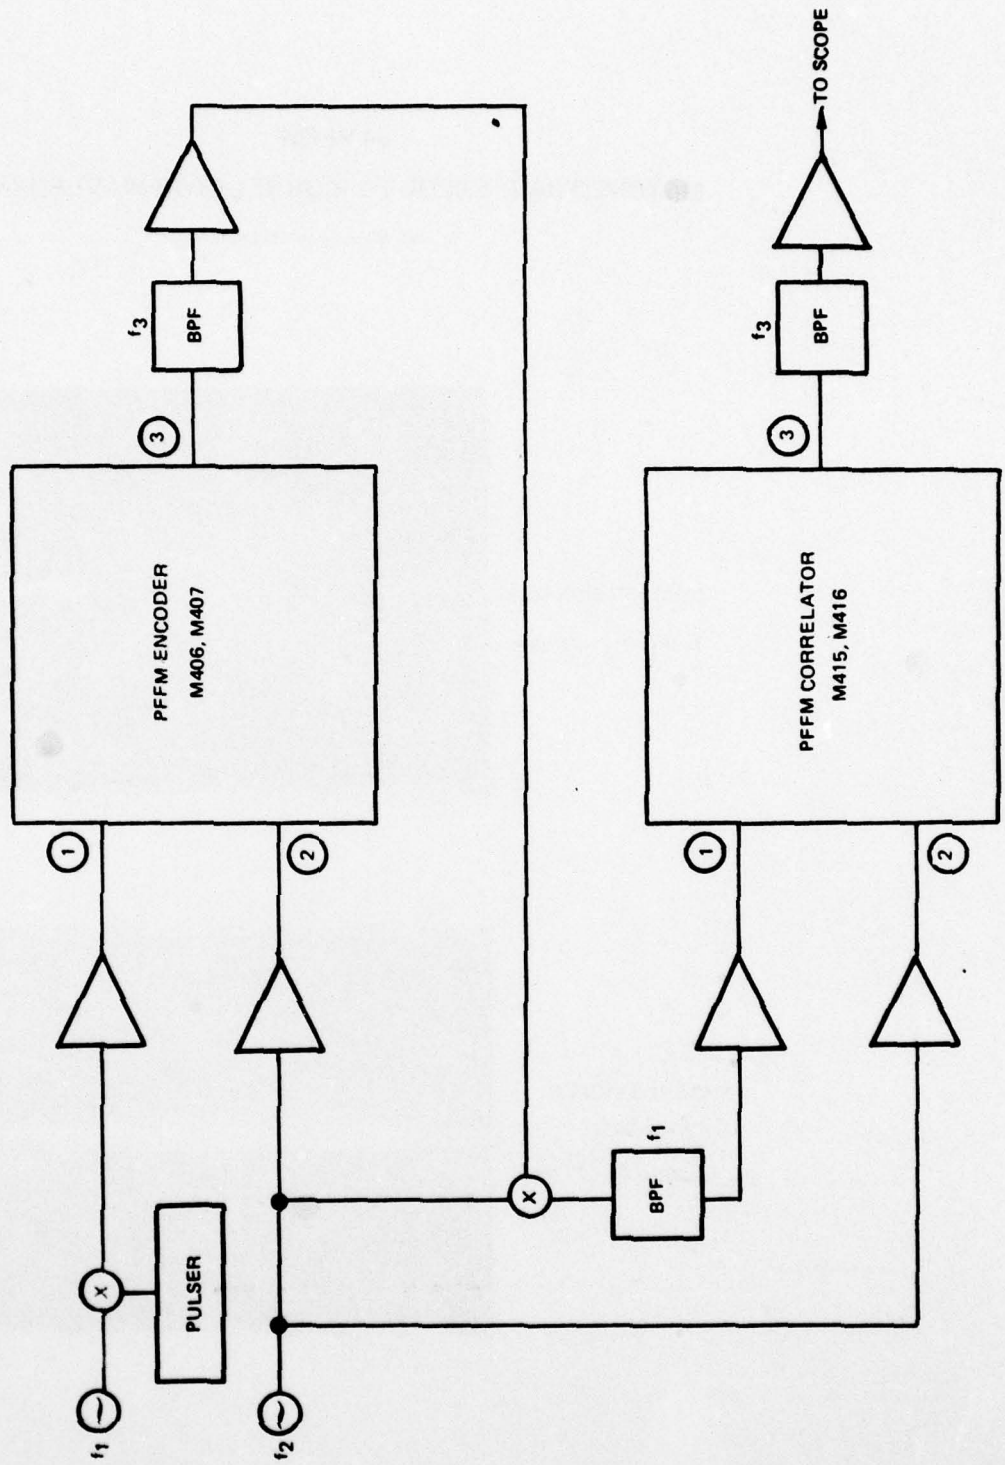 f1
PULSER
X
f2
1
2
PFFM ENCODER
M406, M407
3
f3
BPF
X
BPF
f1
1
2
PFFM CORRELATOR
M415, M416
3
f3
BPF
TO SCOPE